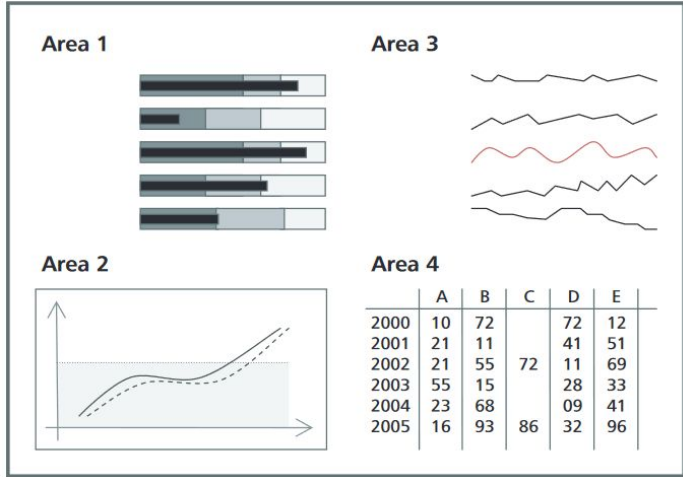 Area 1
Area 3
Area 2
Area 4
A B C D E
2000 10 72 72 12
2001 21 11 41 51
2002 21 55 72 11 69
2003 55 15 28 33
2004 23 68 09 41
2005 16 93 86 32 96